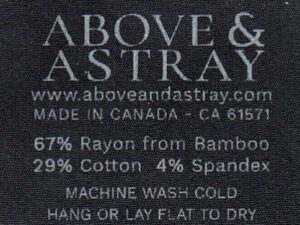 ABOVE &
ASTRAY
www.aboveandastray.com
MADE IN CANADA - CA 61571
67% Rayon from Bamboo
29% Cotton 4% Spandex
MACHINE WASH COLD
HANG OR LAY FLAT TO DRY